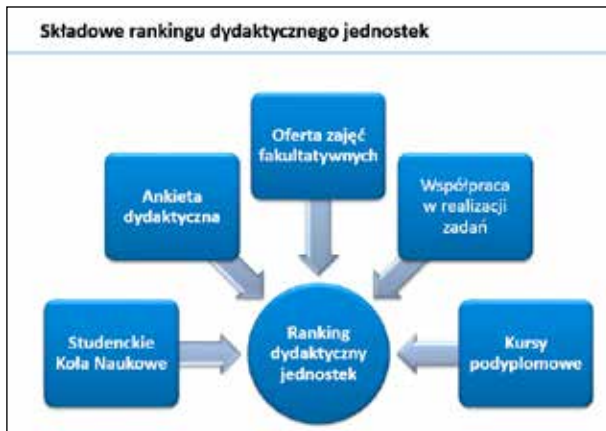 Składowe rankingu dydaktycznego jednostek
Oferta zajęć
fakultatywnych
Ankieta
dydaktyczna
Współpraca
w realizacji
zadań
Studenckie
Koła Naukowe
Ranking
dydaktyczny
jednostek
Kursy
podyplomowe